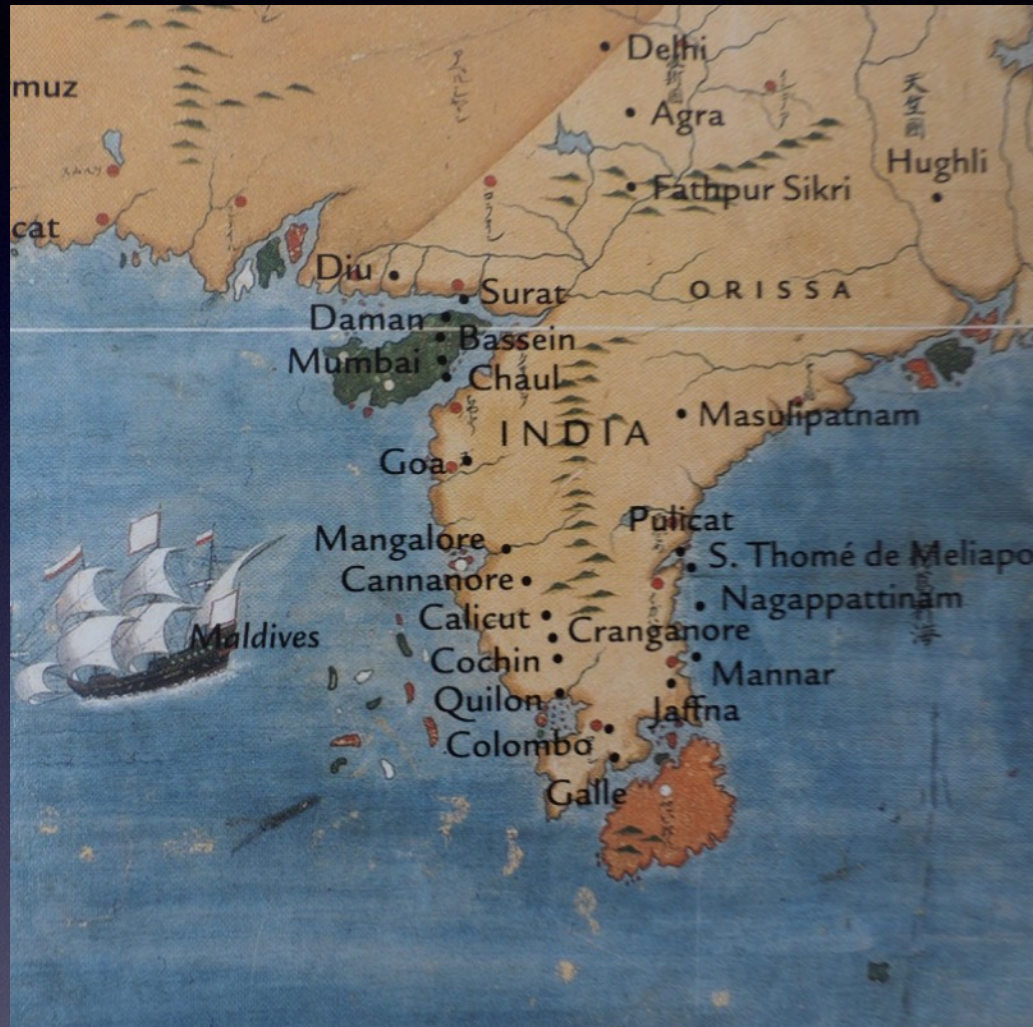 Delhi
muz
Agra
天竺國
Hughli
Fathpur Sikri
cat
Diu
Surat
ORISSA
Daman
Bassein
Mumbai
Chaul
Masulipatnam
INDIA
Goa
Pulicat
Mangalore
S. Thomé de Meliapo
Cannanore
Nagappattinam
Calicut
Cranganore
Maldives
Cochin
Mannar
Quilon
Jaffna
Colombo
Galle